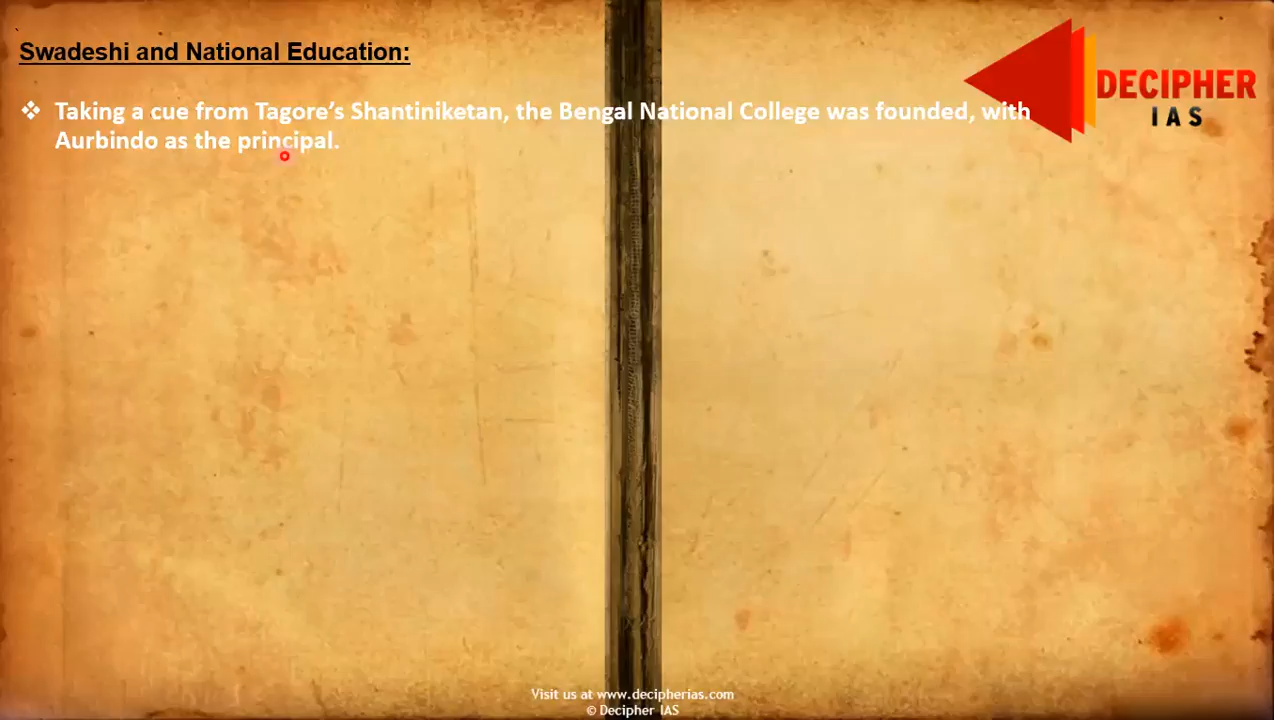 Swadeshi and National Education:
DECIPHER
IAS
❖ Taking a cue from Tagore’s Shantiniketan, the Bengal National College was founded, with
Aurbindo as the principal.
Visit us at www.decipherias.com
© Decipher IAS